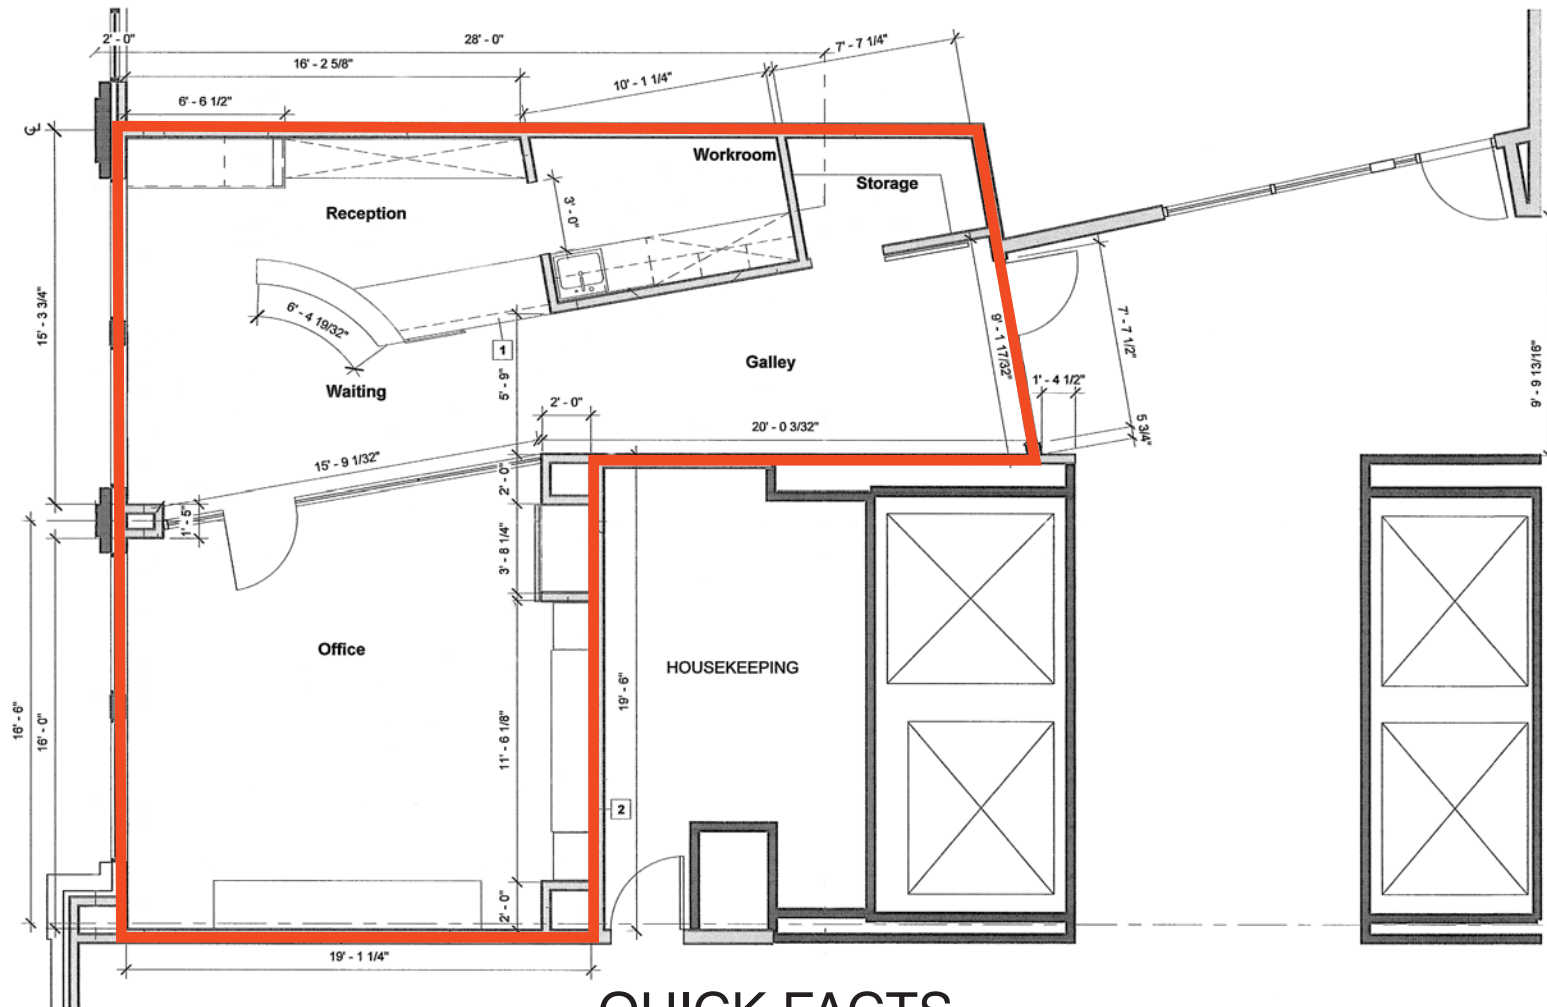 2' - 0"
28' - 0"
7' - 7 1/4"
16' - 2 5/8"
10' - 1 1/4"
6' - 6 1/2"
Workroom
Storage
Reception
3' - 0"
15' - 3 3/4"
6' - 4 19/32"
1
9' - 1 17/32"
7' - 7 1/2"
9' - 9 13/16"
Galley
Waiting
5' - 9"
1' - 4 1/2"
2' - 0"
20' - 0 3/32"
5 3/4"
15' - 9 1/32"
2' - 0"
1' - 5"
3' - 8 1/4"
Office
HOUSEKEEPING
19' - 6"
16' - 6"
16' - 0"
11' - 6 1/8"
2
2' - 0"
19' - 1 1/4"
QUICK FACTS